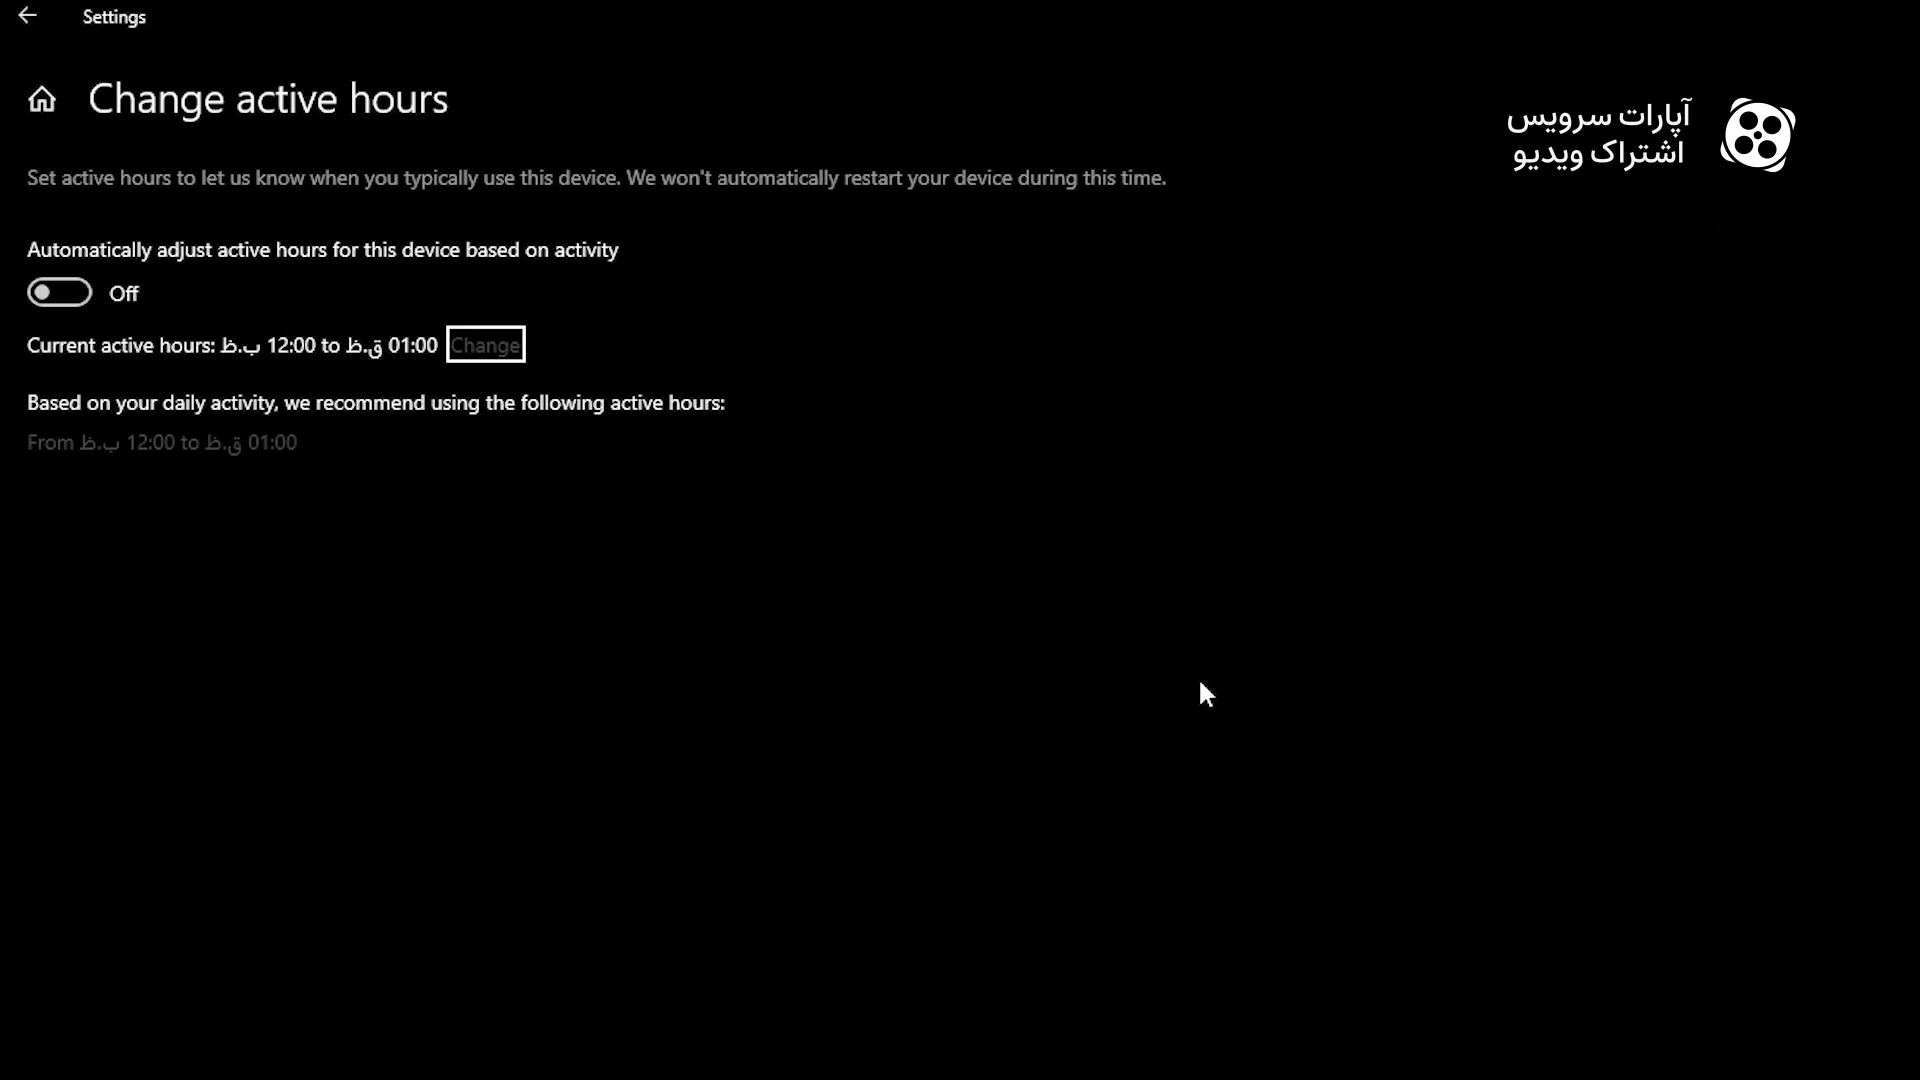 Settings
Change active hours
آپارات سرویس
اشتراک ویدیو
Set active hours to let us know when you typically use this device. We won't automatically restart your device during this time.
Automatically adjust active hours for this device based on activity
Off
Current active hours: ب.ظ 12:00 to ق.ظ 01:00 Change
Based on your daily activity, we recommend using the following active hours:
From ب.ظ 12:00 to ق.ظ 01:00